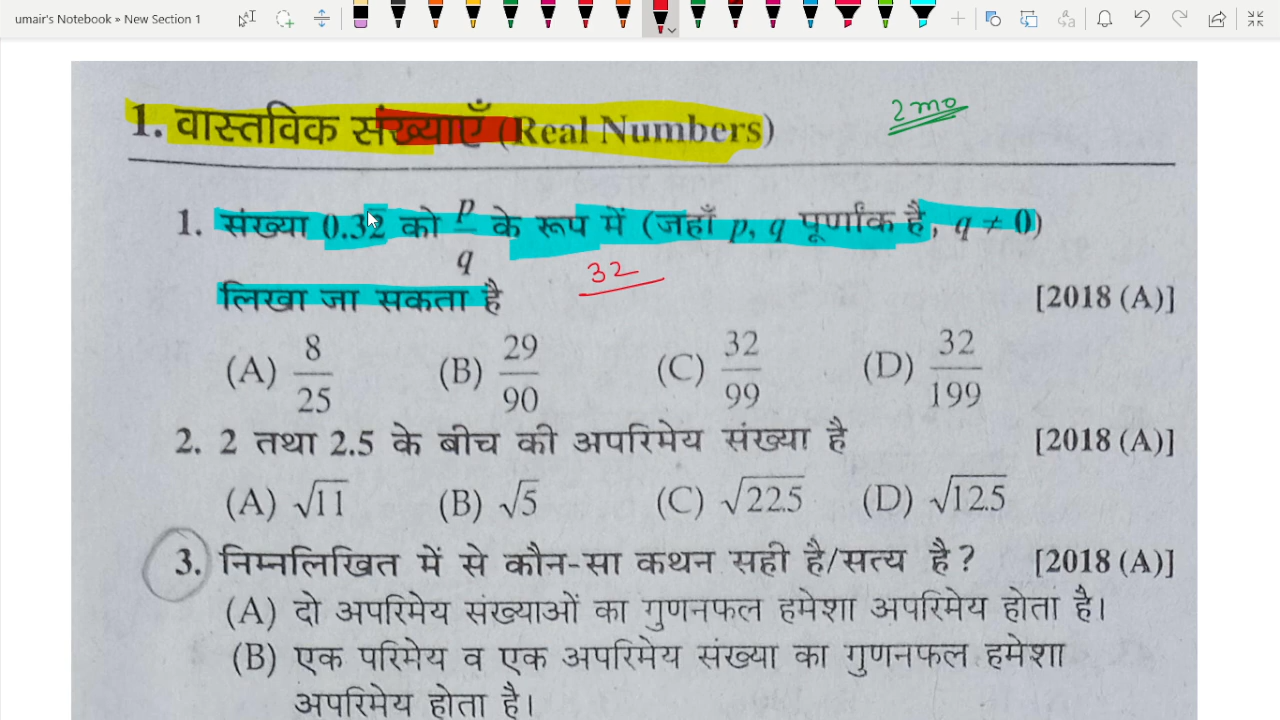 umair's Notebook » New Section 1
1. वास्तविक संख्याएँ (Real Numbers)
2 mo
1. संख्या 0.32 को p/q के रूप में (जहाँ p, q पूर्णांक है, q ≠ 0)
32
लिखा जा सकता है [2018 (A)]
(A) 8/25 (B) 29/90 (C) 32/99 (D) 32/199
2. 2 तथा 2.5 के बीच की अपरिमेय संख्या है [2018 (A)]
(A) √11 (B) √5 (C) √22.5 (D) √12.5
3. निम्नलिखित में से कौन-सा कथन सही है/सत्य है? [2018 (A)]
(A) दो अपरिमेय संख्याओं का गुणनफल हमेशा अपरिमेय होता है।
(B) एक परिमेय व एक अपरिमेय संख्या का गुणनफल हमेशा
अपरिमेय होता है।